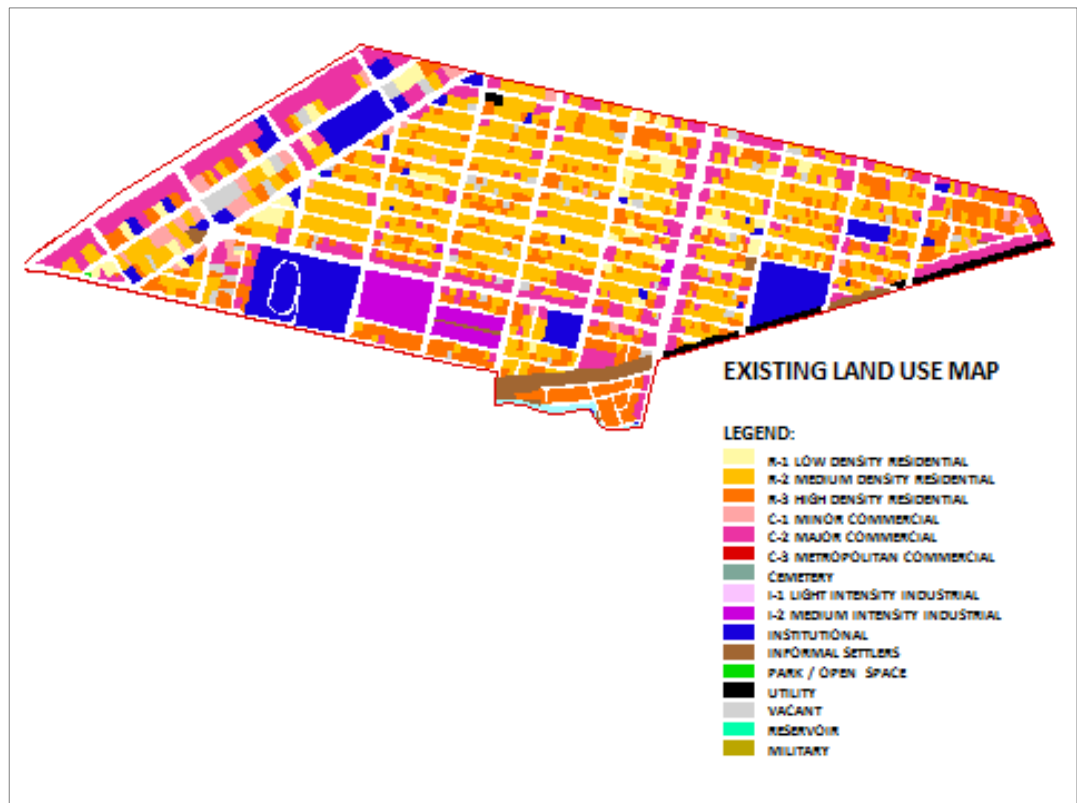 EXISTING LAND USE MAP
LEGEND:
R-1 LOW DENSITY RESIDENTIAL
R-2 MEDIUM DENSITY RESIDENTIAL
R-3 HIGH DENSITY RESIDENTIAL
C-1 MINOR COMMERCIAL
C-2 MAJOR COMMERCIAL
C-3 METROPOLITAN COMMERCIAL
CEMETERY
I-1 LIGHT INTENSITY INDUSTRIAL
I-2 MEDIUM INTENSITY INDUSTRIAL
INSTITUTIONAL
INFORMAL SETTLERS
PARK / OPEN SPACE
UTILITY
VACANT
RESERVOIR
MILITARY